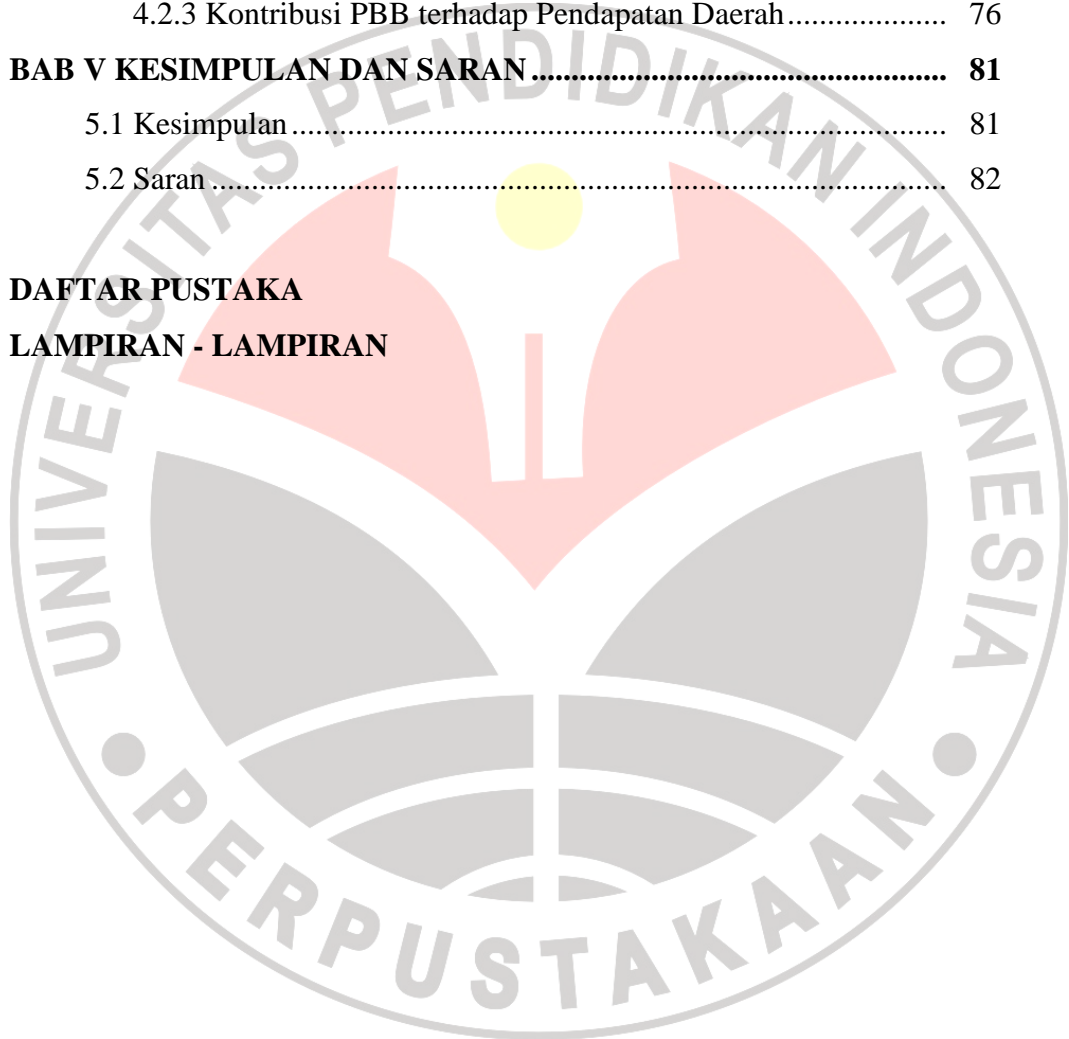 4.2.3 Kontribusi PBB terhadap Pendapatan Daerah................... 76
BAB V KESIMPULAN DAN SARAN.................................................. 81
5.1 Kesimpulan............................................................................... 81
5.2 Saran......................................................................................... 82
DAFTAR PUSTAKA
LAMPIRAN - LAMPIRAN
UNIVERSITAS PENDIDIKAN INDONESIA
PERPUSTAKAAN